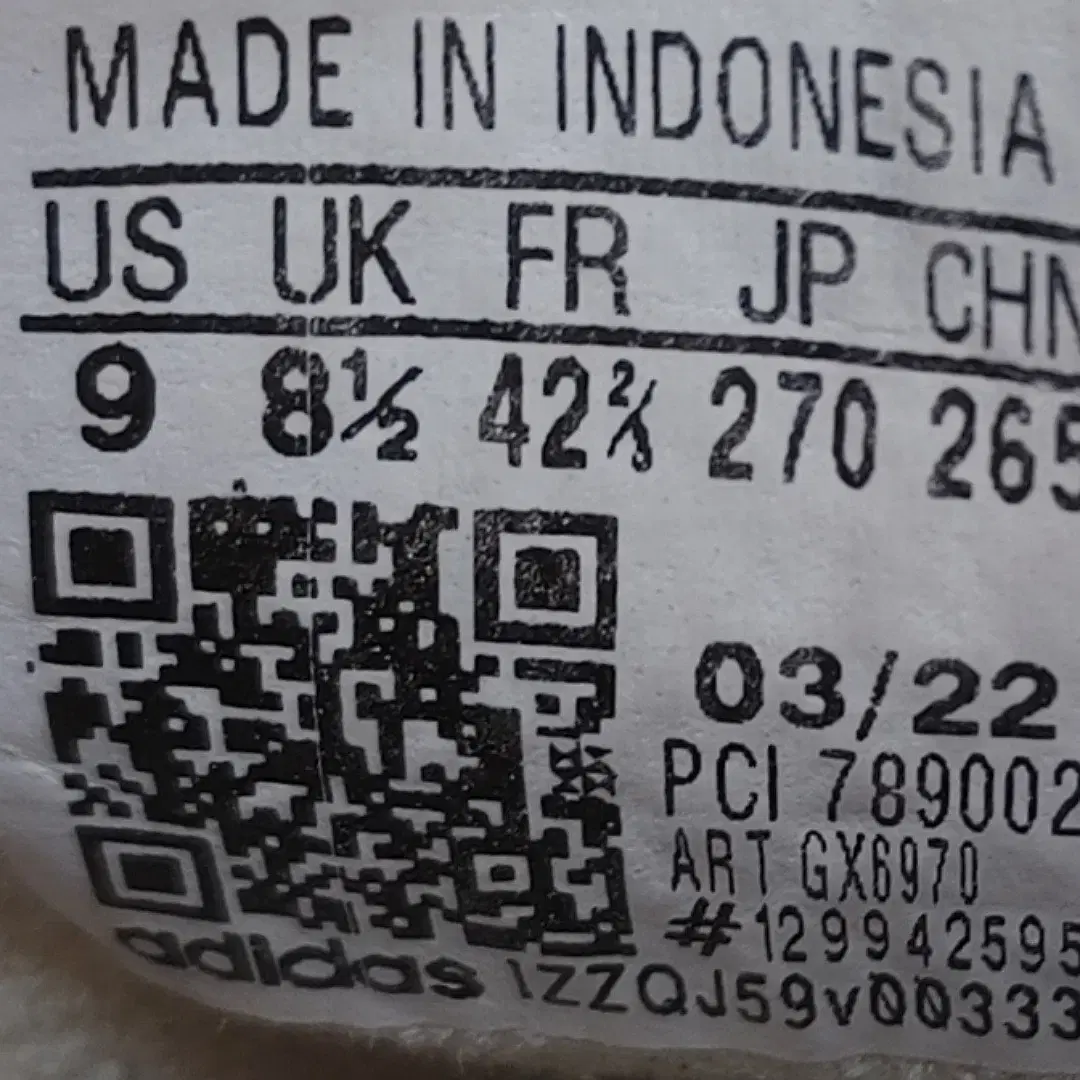 MADE IN INDONESIA
US UK FR JP CHN
9 8½ 42⅔ 270 265
03/22
PCI 789002
ART GX6970
#129942595
adidas 1ZZQJ59v00333